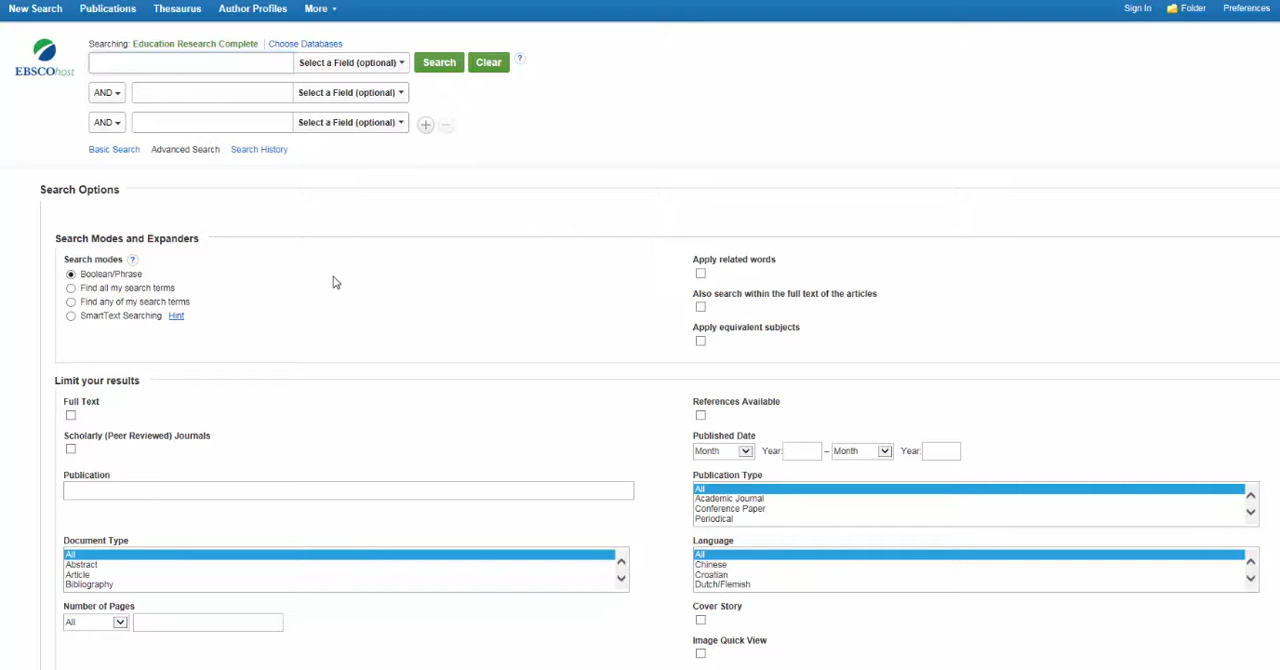 New Search Publications Thesaurus Author Profiles More Sign In Folder Preferences
Searching: Education Research Complete Choose Databases
EBSCOhost
Select a Field (optional) Search Clear ?
AND Select a Field (optional)
AND Select a Field (optional)
Basic Search Advanced Search Search History
Search Options
Search Modes and Expanders
Search modes ?
Boolean/Phrase
Find all my search terms
Find any of my search terms
SmartText Searching Hint
Apply related words
Also search within the full text of the articles
Apply equivalent subjects
Limit your results
Full Text
Scholarly (Peer Reviewed) Journals
Publication
Document Type
All
Abstract
Article
Bibliography
Number of Pages
All
References Available
Published Date
Month Year: – Month Year:
Publication Type
All
Academic Journal
Conference Paper
Periodical
Language
All
Chinese
Croatian
Dutch/Flemish
Cover Story
Image Quick View